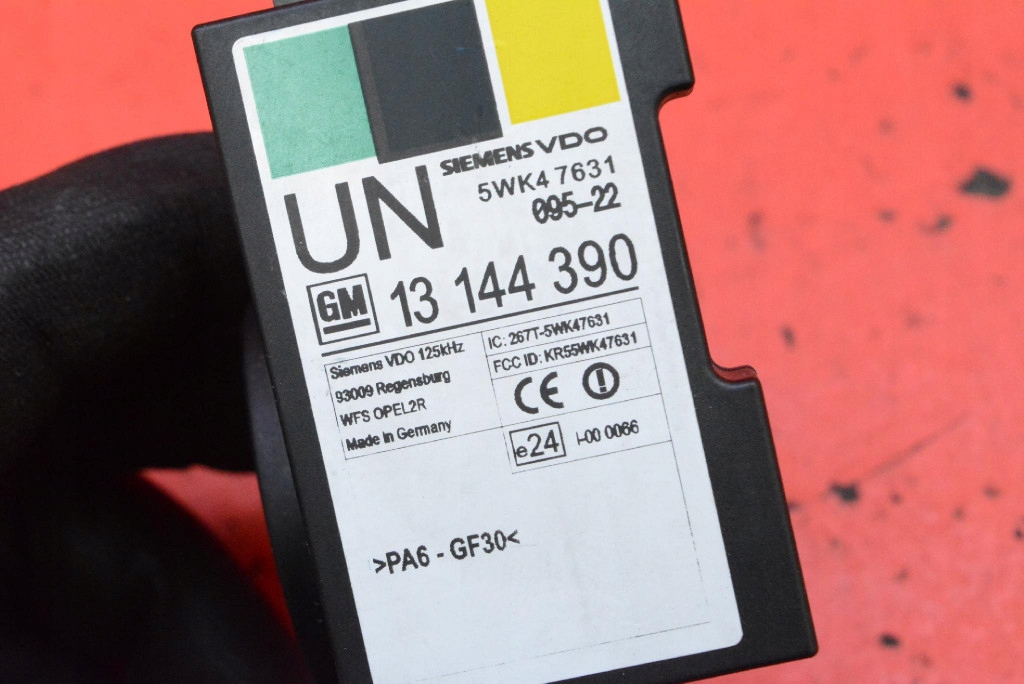 SIEMENS VDO
5WK4 7631
095-22
UN
GM 13 144 390
Siemens VDO 125kHz
93009 Regensburg
WFS OPEL2R
Made in Germany
IC: 267T-5WK47631
FCC ID: KR55WK47631
CE
e24 I-00 0066
>PA6 - GF30<